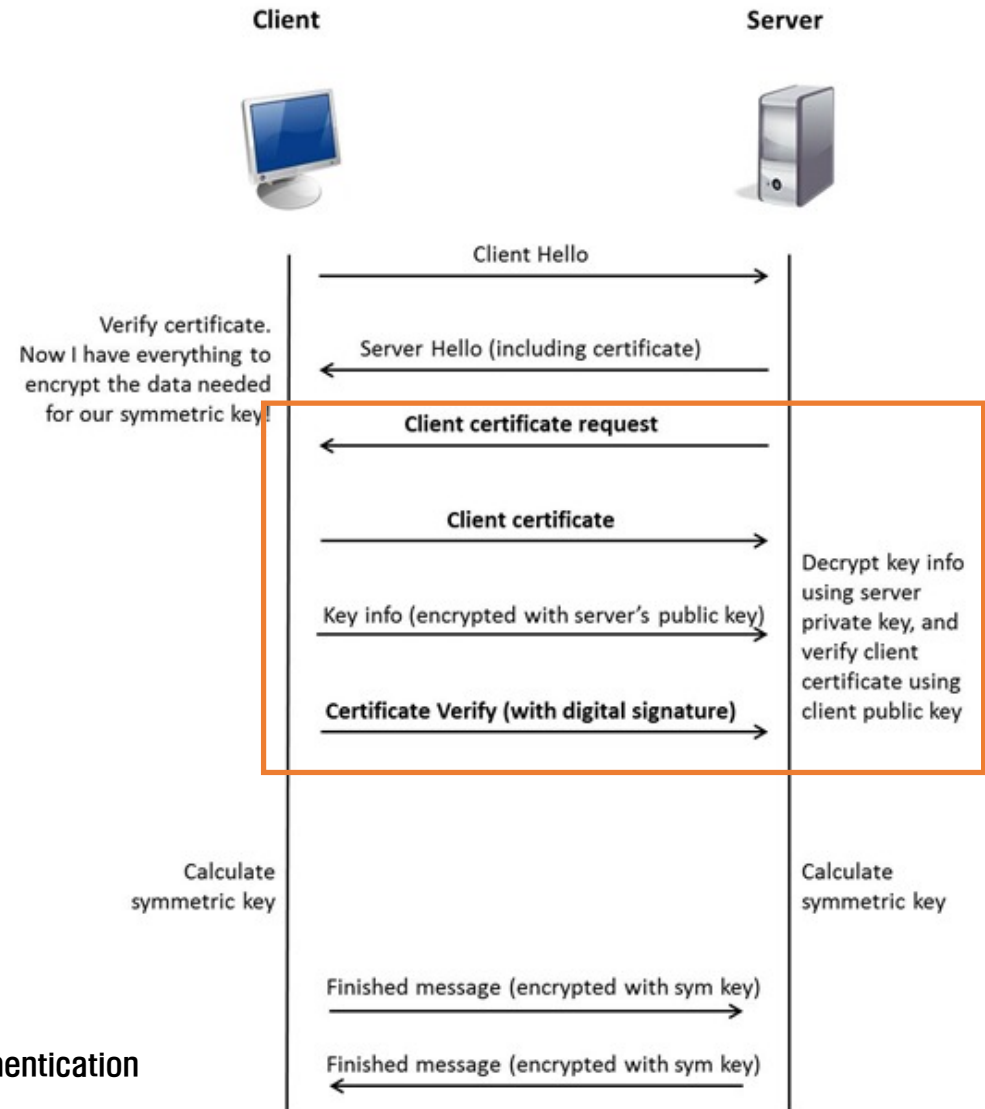 Client
Server
Client Hello
Verify certificate.
Now I have everything to
encrypt the data needed
for our symmetric key!
Server Hello (including certificate)
Client certificate request
Client certificate
Key info (encrypted with server's public key)
Certificate Verify (with digital signature)
Decrypt key info
using server
private key, and
verify client
certificate using
client public key
Calculate
symmetric key
Calculate
symmetric key
Finished message (encrypted with sym key)
Finished message (encrypted with sym key)